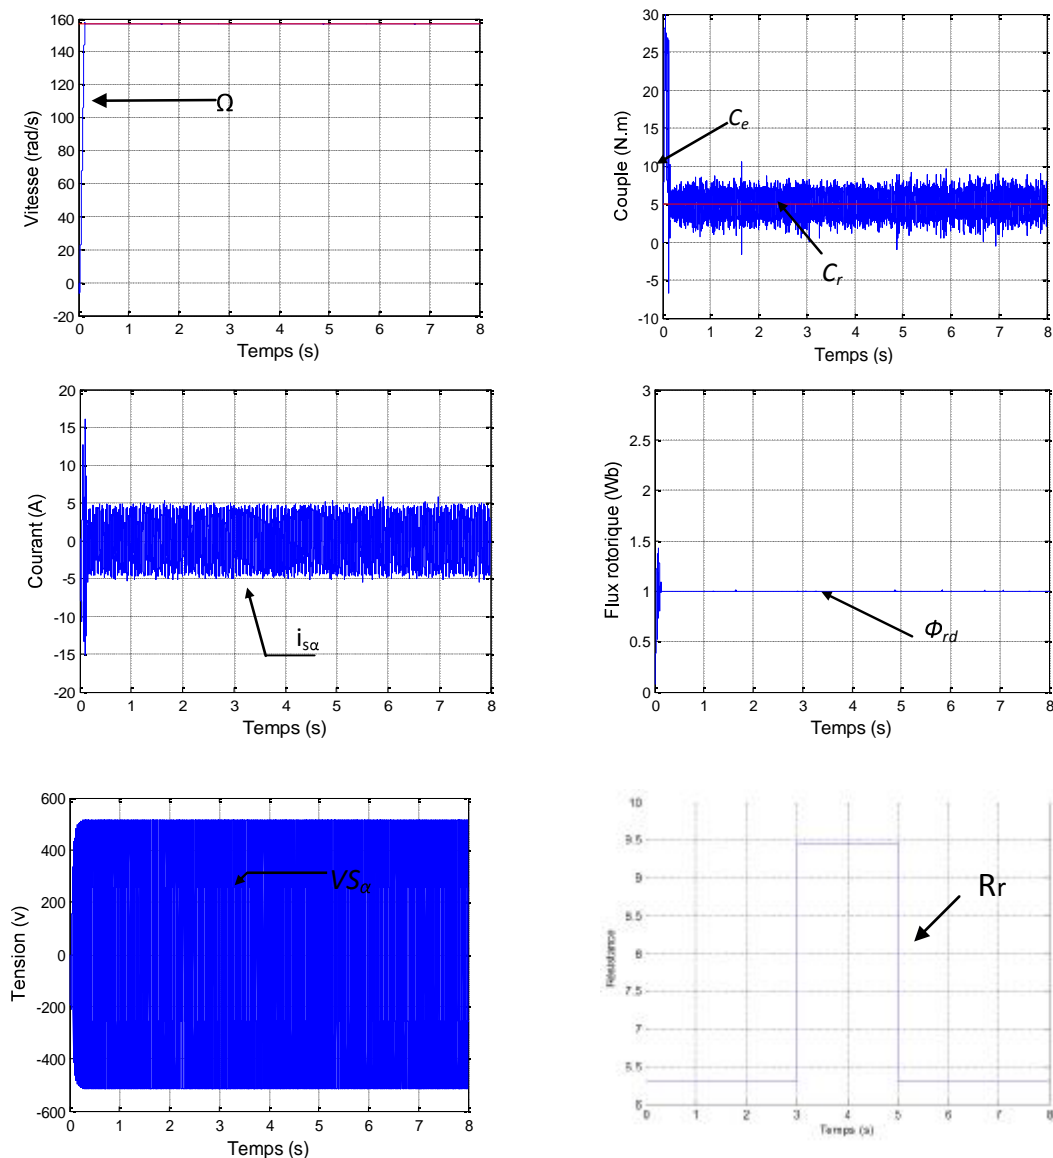 160
140
120
100
80
60
40
20
0
-20
0 1 2 3 4 5 6 7 8
Vitesse (rad/s)
Temps (s)
Ω
30
25
20
15
10
5
0
-5
-10
0 1 2 3 4 5 6 7 8
Couple (N.m)
Temps (s)
Ce
Cr
20
15
10
5
0
-5
-10
-15
-20
0 1 2 3 4 5 6 7 8
Courant (A)
Temps (s)
isα
3
2.5
2
1.5
1
0.5
0
0 1 2 3 4 5 6 7 8
Flux rotorique (Wb)
Temps (s)
Φrd
600
400
200
0
-200
-400
-600
0 1 2 3 4 5 6 7 8
Tension (v)
Temps (s)
VSα
10
9.5
9
8.5
8
7.5
7
6.5
6
0 1 2 3 4 5 6 7 8
Résistance
Temps (s)
Rr